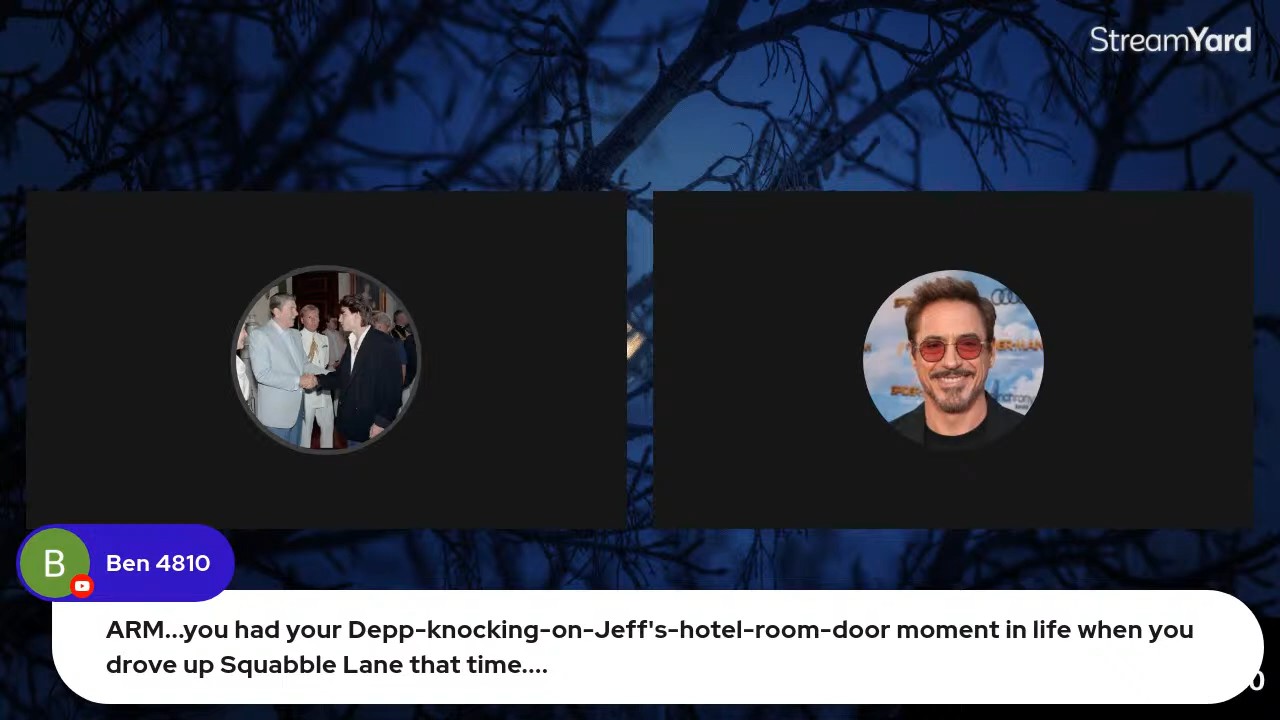 StreamYard
B
Ben 4810
ARM...you had your Depp-knocking-on-Jeff's-hotel-room-door moment in life when you
drove up Squabble Lane that time....
0